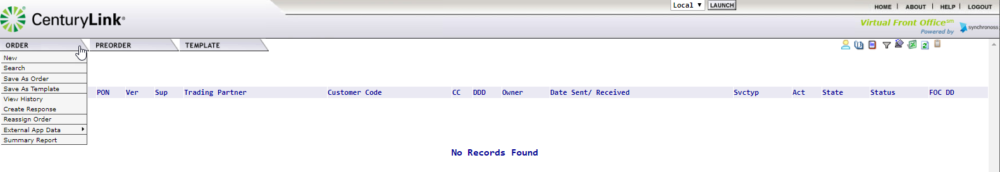 Local ▼ LAUNCH
HOME | ABOUT | HELP | LOGOUT
CenturyLink®
Virtual Front Office℠
Powered by synchronoss
ORDER PREORDER TEMPLATE
New
Search
Save As Order
Save As Template
View History
Create Response
Reassign Order
External App Data
Summary Report
PON Ver Sup Trading Partner Customer Code CC DDD Owner Date Sent/ Received Svctyp Act State Status FOC DD
No Records Found